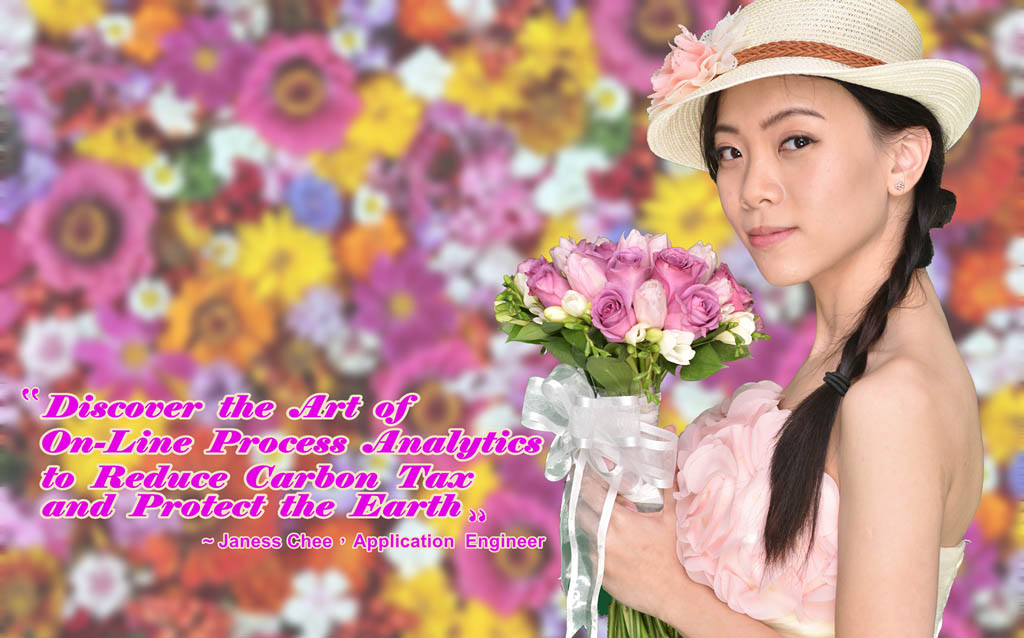 “Discover the Art of
On-Line Process Analytics
to Reduce Carbon Tax
and Protect the Earth”
~ Janess Chee，Application Engineer